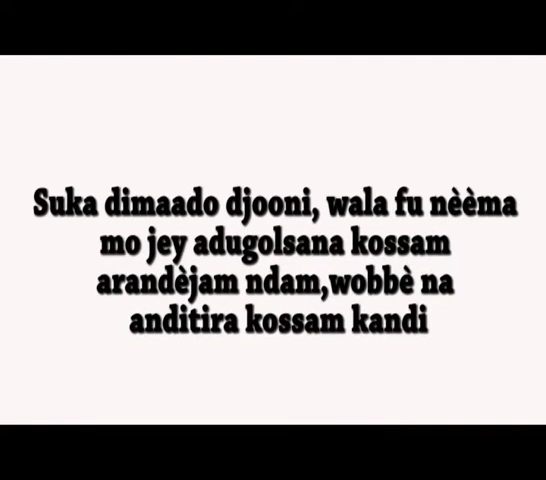 Suka dimaado djooni, wala fu nèèma
mo jey adugolsana kossam
arandèjam ndam,wobbè na
anditira kossam kandi